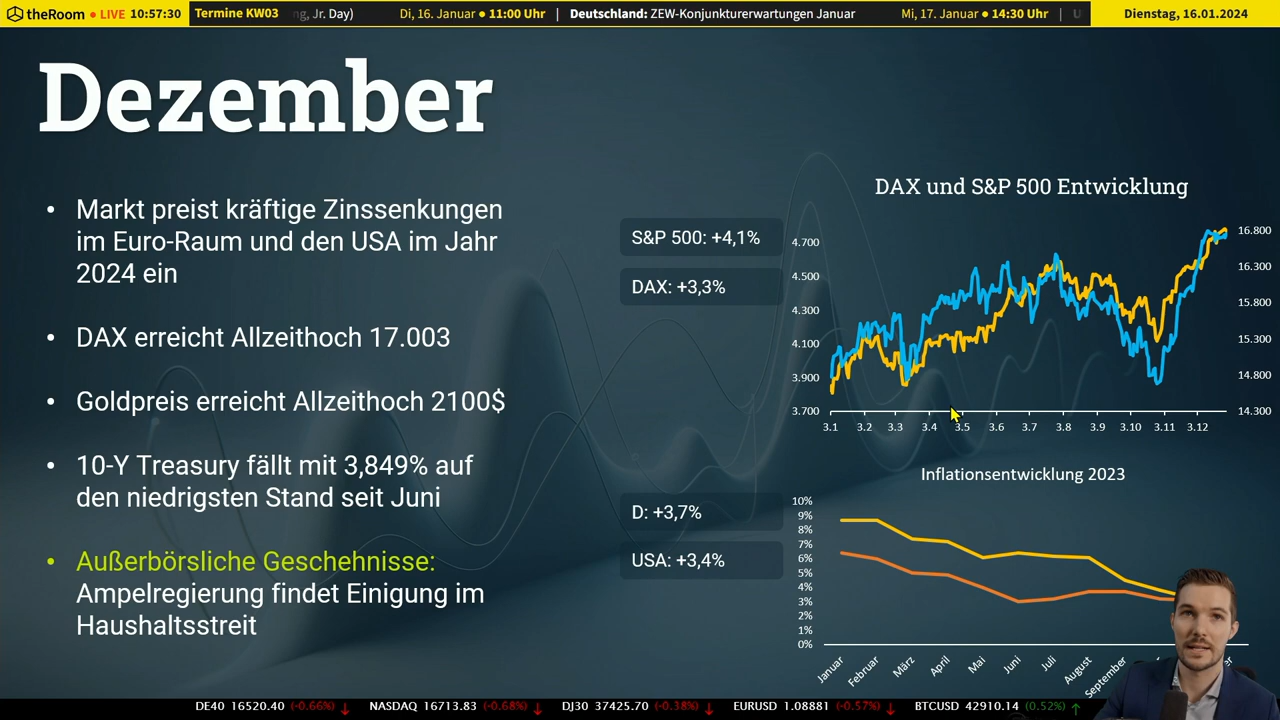 theRoom • LIVE 10:57:30
Termine KW03
ng, Jr. Day) Di, 16. Januar ● 11:00 Uhr | Deutschland: ZEW-Konjunkturerwartungen Januar Mi, 17. Januar ● 14:30 Uhr | U
Dienstag, 16.01.2024
Dezember
• Markt preist kräftige Zinssenkungen
im Euro-Raum und den USA im Jahr
2024 ein
• DAX erreicht Allzeithoch 17.003
• Goldpreis erreicht Allzeithoch 2100$
• 10-Y Treasury fällt mit 3,849% auf
den niedrigsten Stand seit Juni
• Außerbörsliche Geschehnisse:
Ampelregierung findet Einigung im
Haushaltsstreit
S&P 500: +4,1%
DAX: +3,3%
D: +3,7%
USA: +3,4%
DAX und S&P 500 Entwicklung
4.700
4.500
4.300
4.100
3.900
3.700
16.800
16.300
15.800
15.300
14.800
14.300
3.1 3.2 3.3 3.4 3.5 3.6 3.7 3.8 3.9 3.10 3.11 3.12
Inflationsentwicklung 2023
10%
9%
8%
7%
6%
5%
4%
3%
2%
1%
0%
Januar Februar März April Mai Juni Juli August September
DE40 16520.40 (-0.66%) ↓ NASDAQ 16713.83 (-0.68%) ↓ DJ30 37425.70 (-0.38%) ↓ EURUSD 1.08881 (-0.57%) ↓ BTCUSD 42910.14 (0.52%) ↑